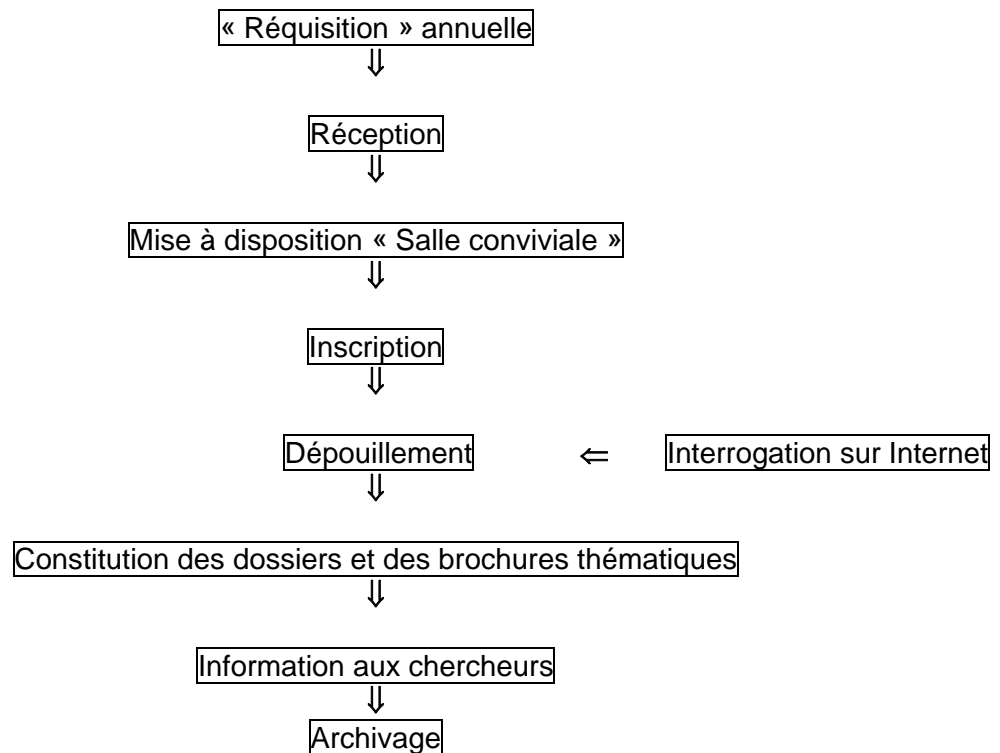 « Réquisition » annuelle
⇓
Réception
⇓
Mise à disposition « Salle conviviale »
⇓
Inscription
⇓
Dépouillement ⇐ Interrogation sur Internet
⇓
Constitution des dossiers et des brochures thématiques
⇓
Information aux chercheurs
⇓
Archivage